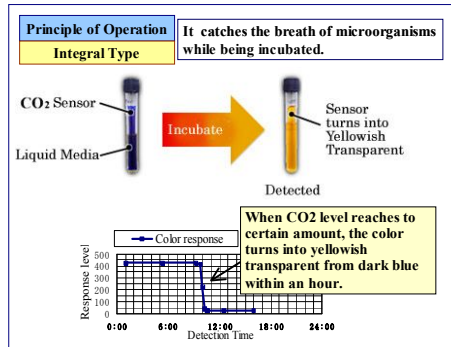 Principle of Operation
Integral Type
It catches the breath of microorganisms
while being incubated.
CO2 Sensor
Liquid Media
Incubate
Sensor
turns into
Yellowish
Transparent
Detected
When CO2 level reaches to
certain amount, the color
turns into yellowish
transparent from dark blue
within an hour.
Color response
Response level
500
400
300
200
100
0
0:00 6:00 12:00 18:00 24:00
Detection Time